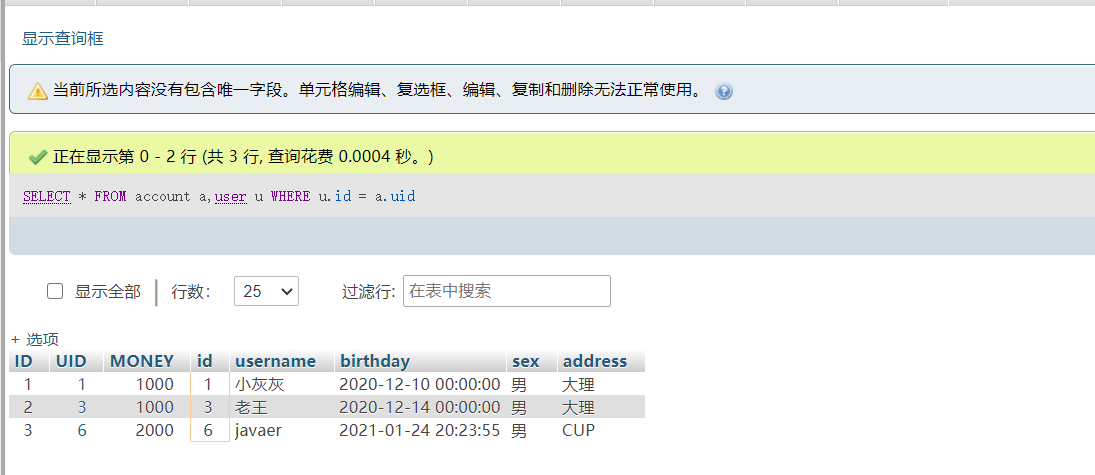 显示查询框
当前所选内容没有包含唯一字段。单元格编辑、复选框、编辑、复制和删除无法正常使用。
正在显示第 0 - 2 行 (共 3 行, 查询花费 0.0004 秒。)
SELECT * FROM account a,user u WHERE u.id = a.uid
显示全部 行数: 25 过滤行: 在表中搜索
+ 选项
ID UID MONEY id username birthday sex address
1 1 1000 1 小灰灰 2020-12-10 00:00:00 男 大理
2 3 1000 3 老王 2020-12-14 00:00:00 男 大理
3 6 2000 6 javaer 2021-01-24 20:23:55 男 CUP